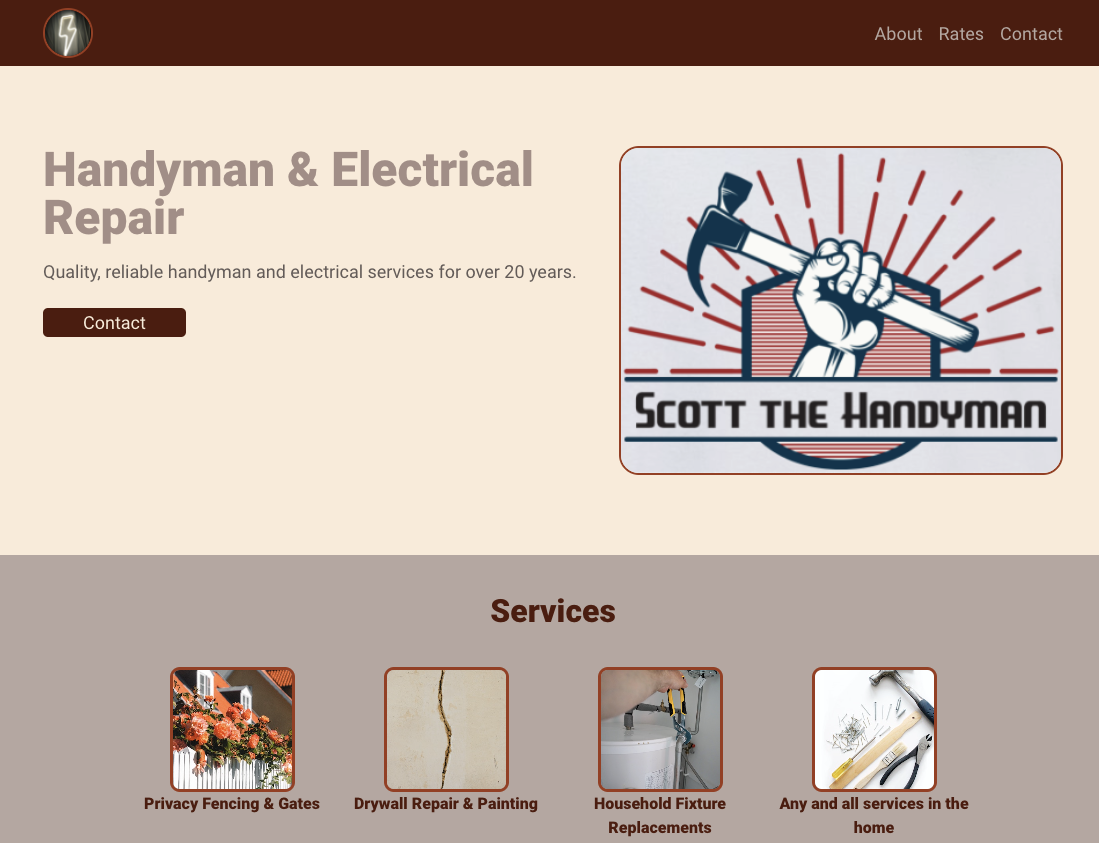 About Rates Contact
Handyman & Electrical
Repair
Quality, reliable handyman and electrical services for over 20 years.
Contact
Scott the Handyman
Services
Privacy Fencing & Gates
Drywall Repair & Painting
Household Fixture
Replacements
Any and all services in the
home